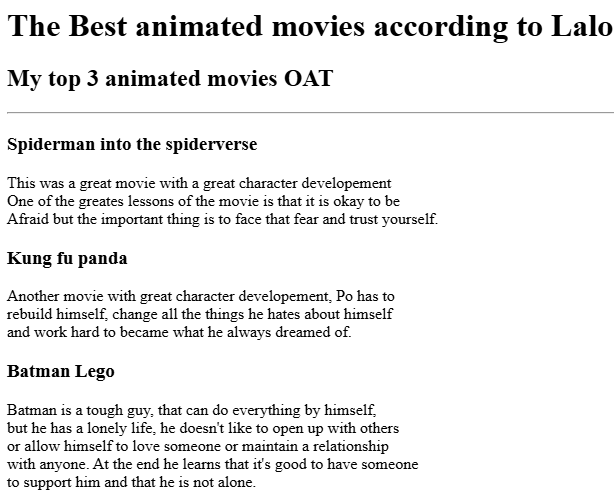 The Best animated movies according to Lalo
My top 3 animated movies OAT
Spiderman into the spiderverse
This was a great movie with a great character developement
One of the greates lessons of the movie is that it is okay to be
Afraid but the important thing is to face that fear and trust yourself.
Kung fu panda
Another movie with great character developement, Po has to
rebuild himself, change all the things he hates about himself
and work hard to became what he always dreamed of.
Batman Lego
Batman is a tough guy, that can do everything by himself,
but he has a lonely life, he doesn't like to open up with others
or allow himself to love someone or maintain a relationship
with anyone. At the end he learns that it's good to have someone
to support him and that he is not alone.